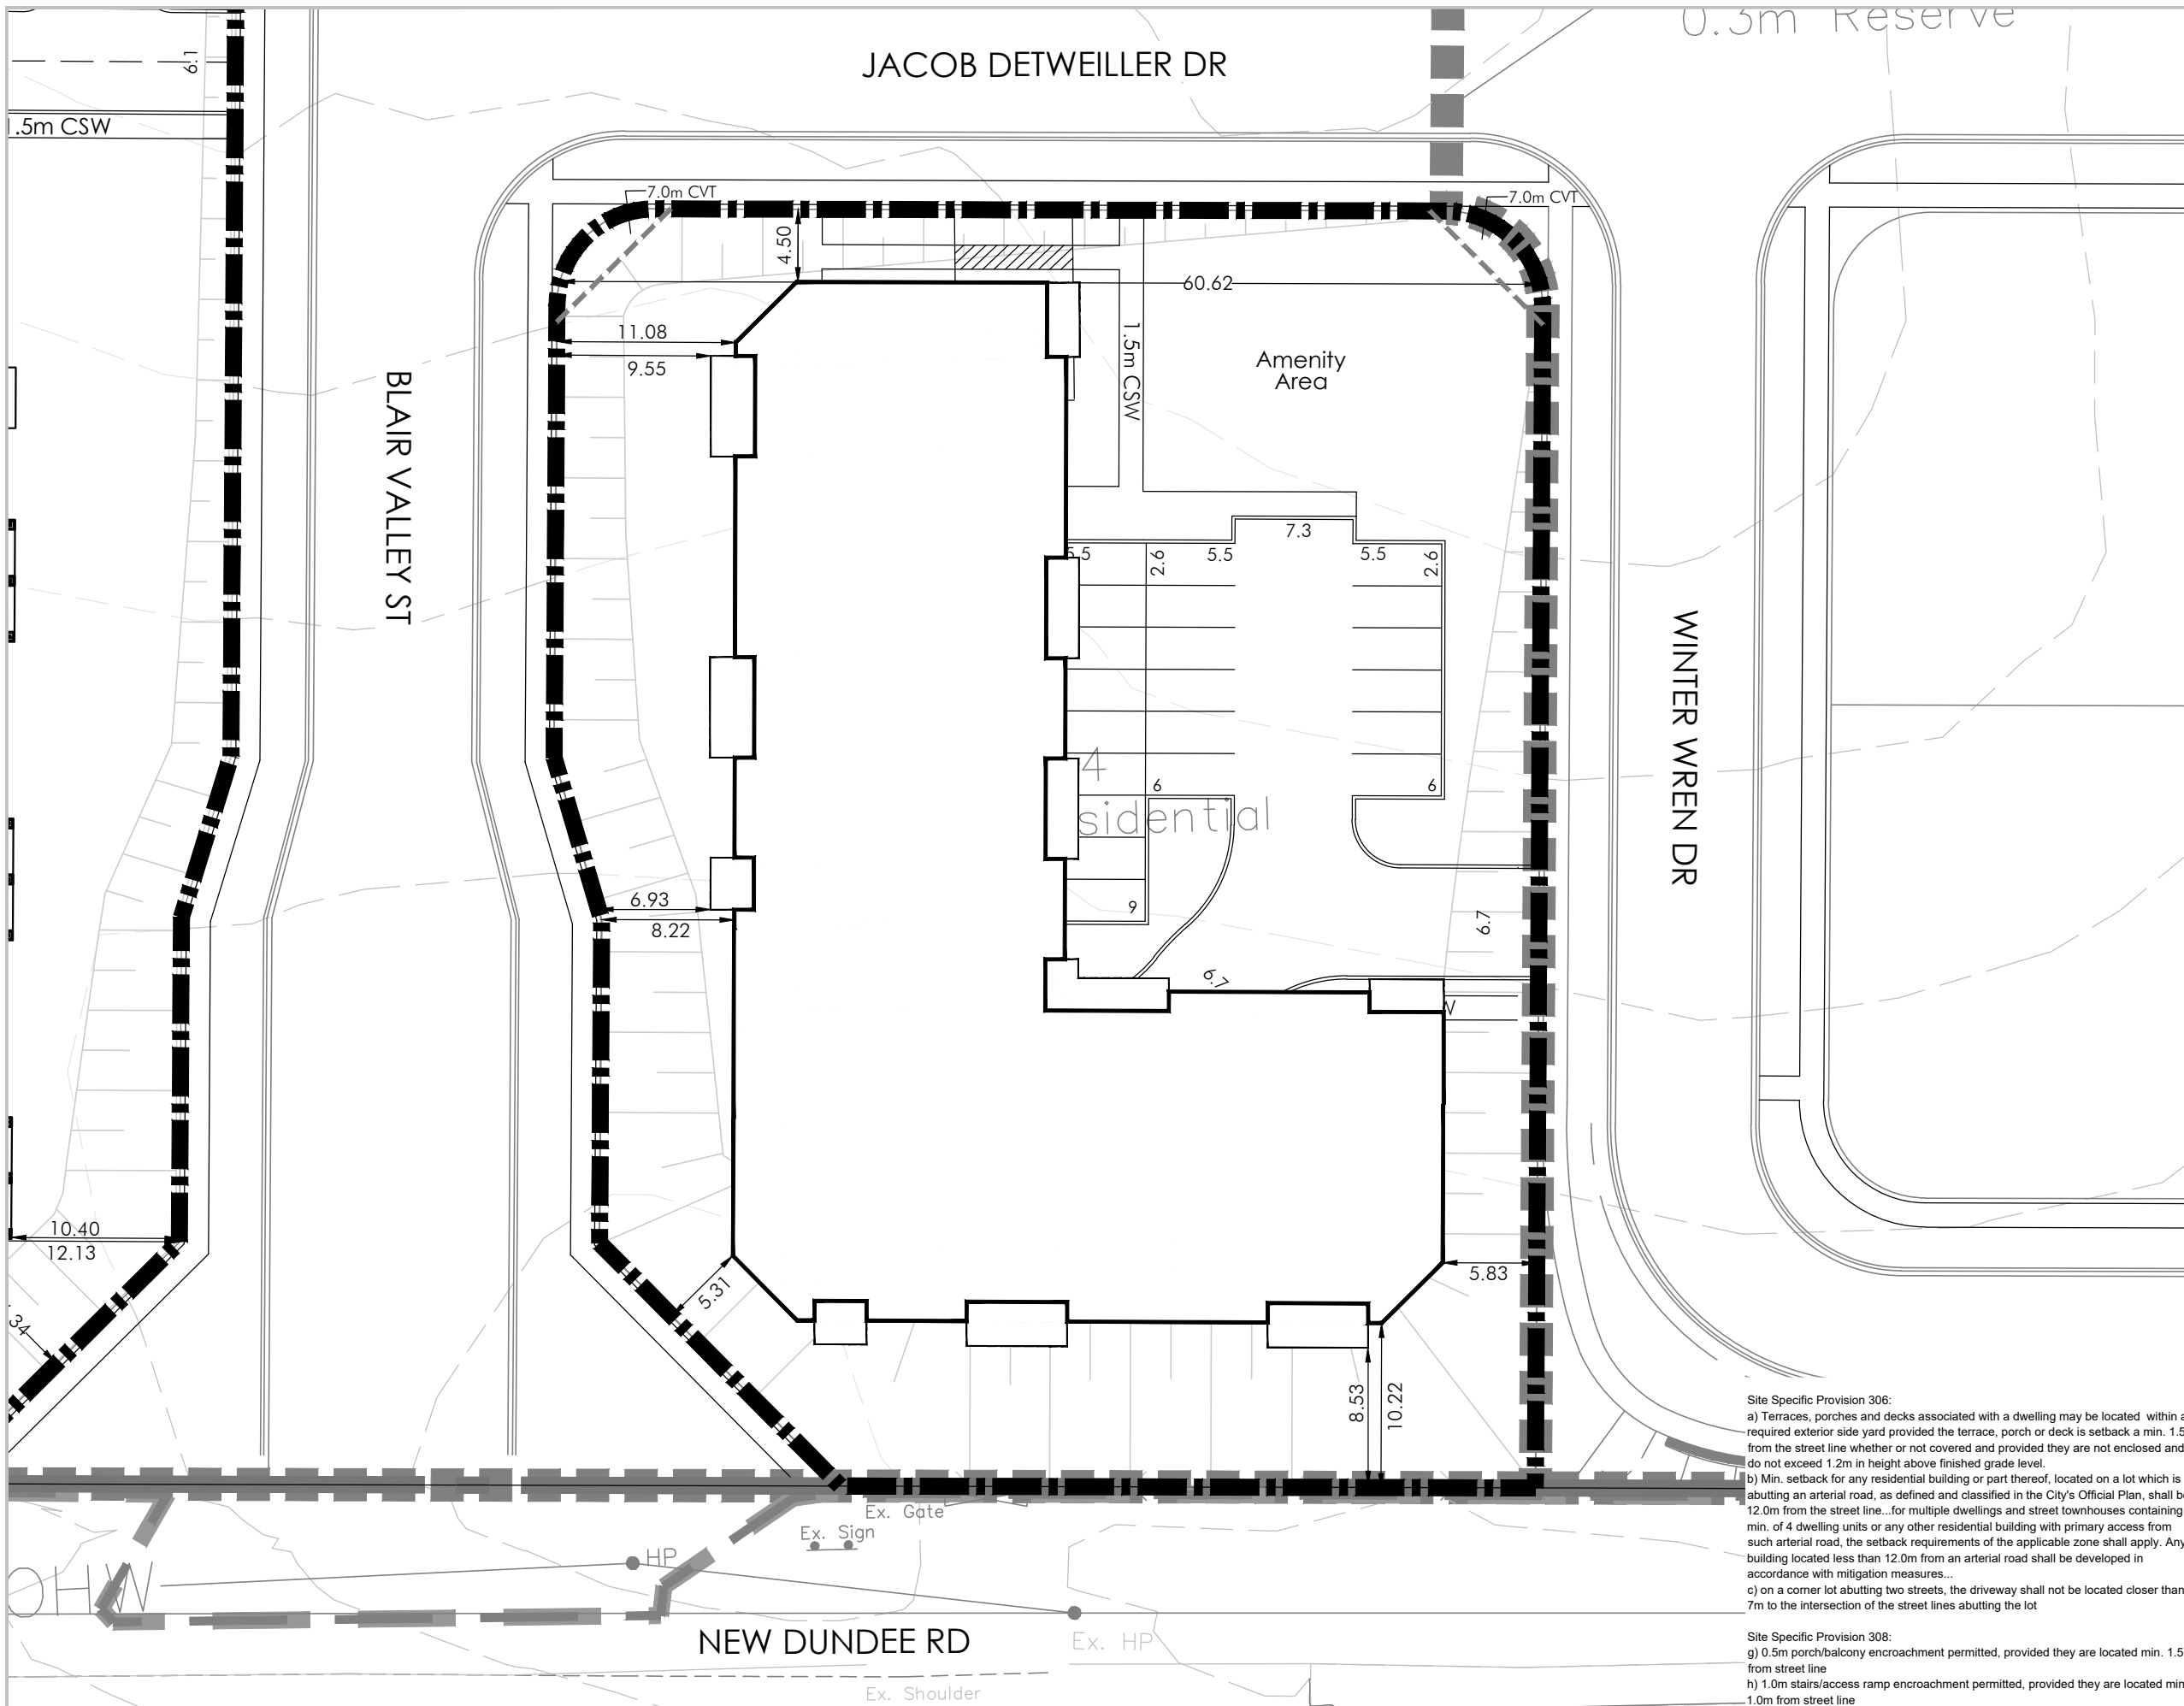 0.3m Reserve
JACOB DETWEILLER DR
6.1
.5m CSW
7.0m CVT
7.0m CVT
4.50
60.62
11.08
9.55
1.5m CSW
Amenity
Area
BLAIR VALLEY ST
7.3
5.5
2.6
5.5
5.5
2.6
WINTER WREN DR
4
sidential
6
6
9
6.93
8.22
6.7
6.7
10.40
12.13
5.31
5.83
.34
8.53
10.22
Ex. Gate
Ex. Sign
HP
OHW
NEW DUNDEE RD
Ex. HP
Ex. Shoulder
Site Specific Provision 306:
a) Terraces, porches and decks associated with a dwelling may be located within a
required exterior side yard provided the terrace, porch or deck is setback a min. 1.5
from the street line whether or not covered and provided they are not enclosed and
do not exceed 1.2m in height above finished grade level.
b) Min. setback for any residential building or part thereof, located on a lot which is
abutting an arterial road, as defined and classified in the City's Official Plan, shall be
12.0m from the street line...for multiple dwellings and street townhouses containing
min. of 4 dwelling units or any other residential building with primary access from
such arterial road, the setback requirements of the applicable zone shall apply. Any
building located less than 12.0m from an arterial road shall be developed in
accordance with mitigation measures...
c) on a corner lot abutting two streets, the driveway shall not be located closer than
7m to the intersection of the street lines abutting the lot
Site Specific Provision 308:
g) 0.5m porch/balcony encroachment permitted, provided they are located min. 1.5
from street line
h) 1.0m stairs/access ramp encroachment permitted, provided they are located min
1.0m from street line